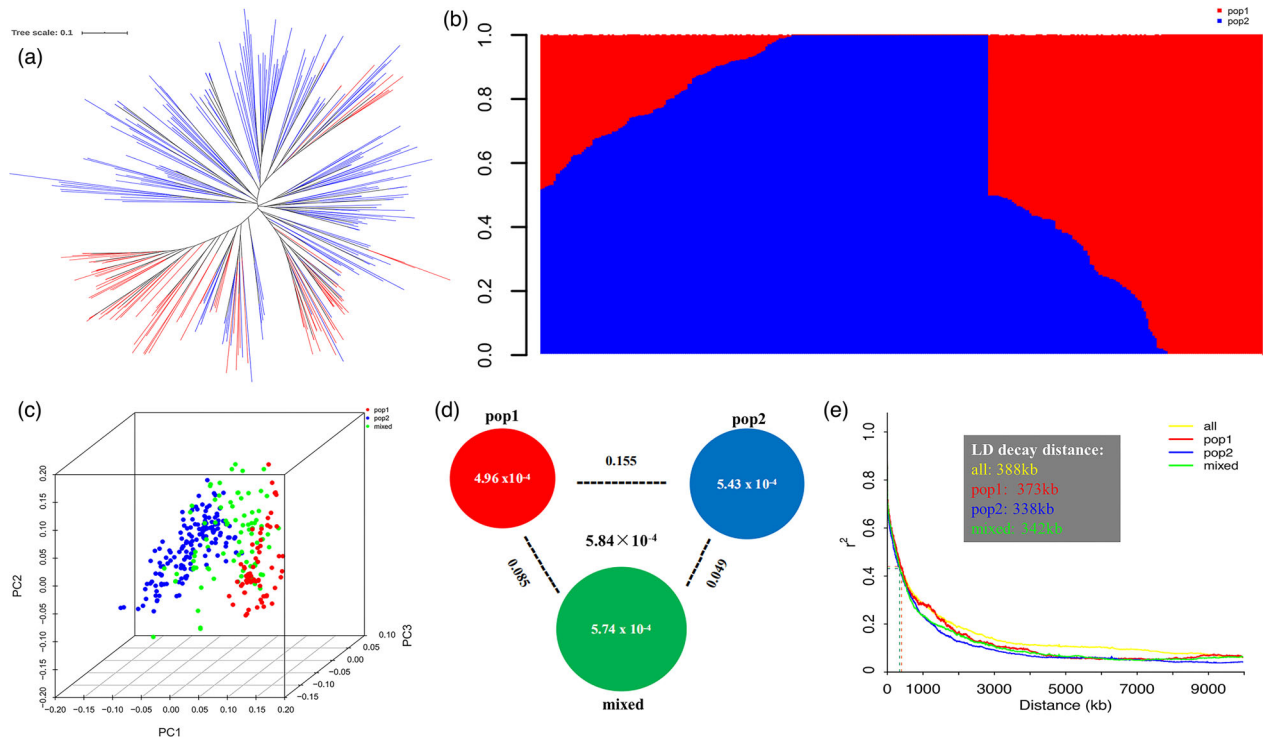 Tree scale: 0.1
(a)
(b)
pop1
pop2
1.0
0.8
0.6
0.4
0.2
0.0
(c)
pop1
pop2
mixed
0.20
0.15
0.10
0.05
0.00
−0.05
−0.10
−0.15
−0.20
PC2
−0.20 −0.15 −0.10 −0.05 0.00 0.05 0.10 0.15 0.20
PC1
0.10
0.05
0.00
−0.05
−0.10
−0.15
PC3
(d)
pop1
pop2
4.96 x10-4
0.155
5.43 x 10-4
5.84×10-4
0.085
0.049
5.74 x 10-4
mixed
(e)
1.0
0.8
0.6
0.4
0.2
0
r2
LD decay distance:
all: 388kb
pop1: 373kb
pop2: 338kb
mixed: 342kb
all
pop1
pop2
mixed
0 1000 3000 5000 7000 9000
Distance (kb)